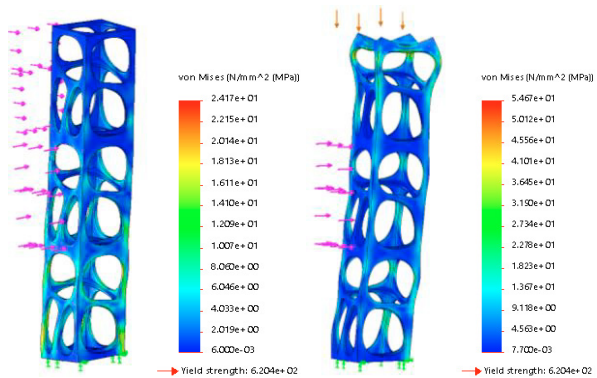 von Mises (N/mm^2 (MPa))
2.417e+01
2.215e+01
2.014e+01
1.813e+01
1.611e+01
1.410e+01
1.209e+01
1.007e+01
8.060e+00
6.046e+00
4.033e+00
2.019e+00
6.000e-03
Yield strength: 6.204e+02
von Mises (N/mm^2 (MPa))
5.467e+01
5.012e+01
4.556e+01
4.101e+01
3.645e+01
3.190e+01
2.734e+01
2.278e+01
1.823e+01
1.367e+01
9.118e+00
4.563e+00
7.700e-03
Yield strength: 6.204e+02